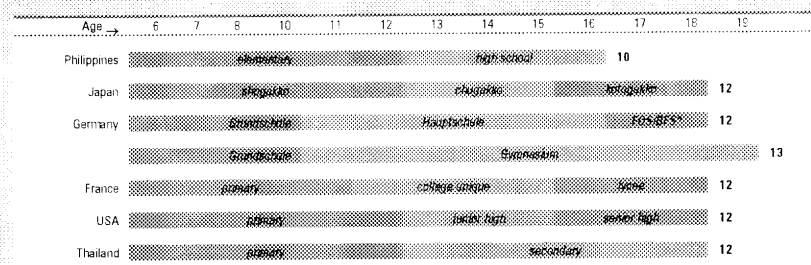 Age → 6 7 8 9 10 11 12 13 14 15 16 17 18 19
Philippines elementary high school 10
Japan shogakko chugakko kotogakko 12
Germany Grundschule Hauptschule FOS/BFS* 12
Grundschule Gymnasium 13
France primary college unique lycee 12
USA primary junior high senior high 12
Thailand primary secondary 12